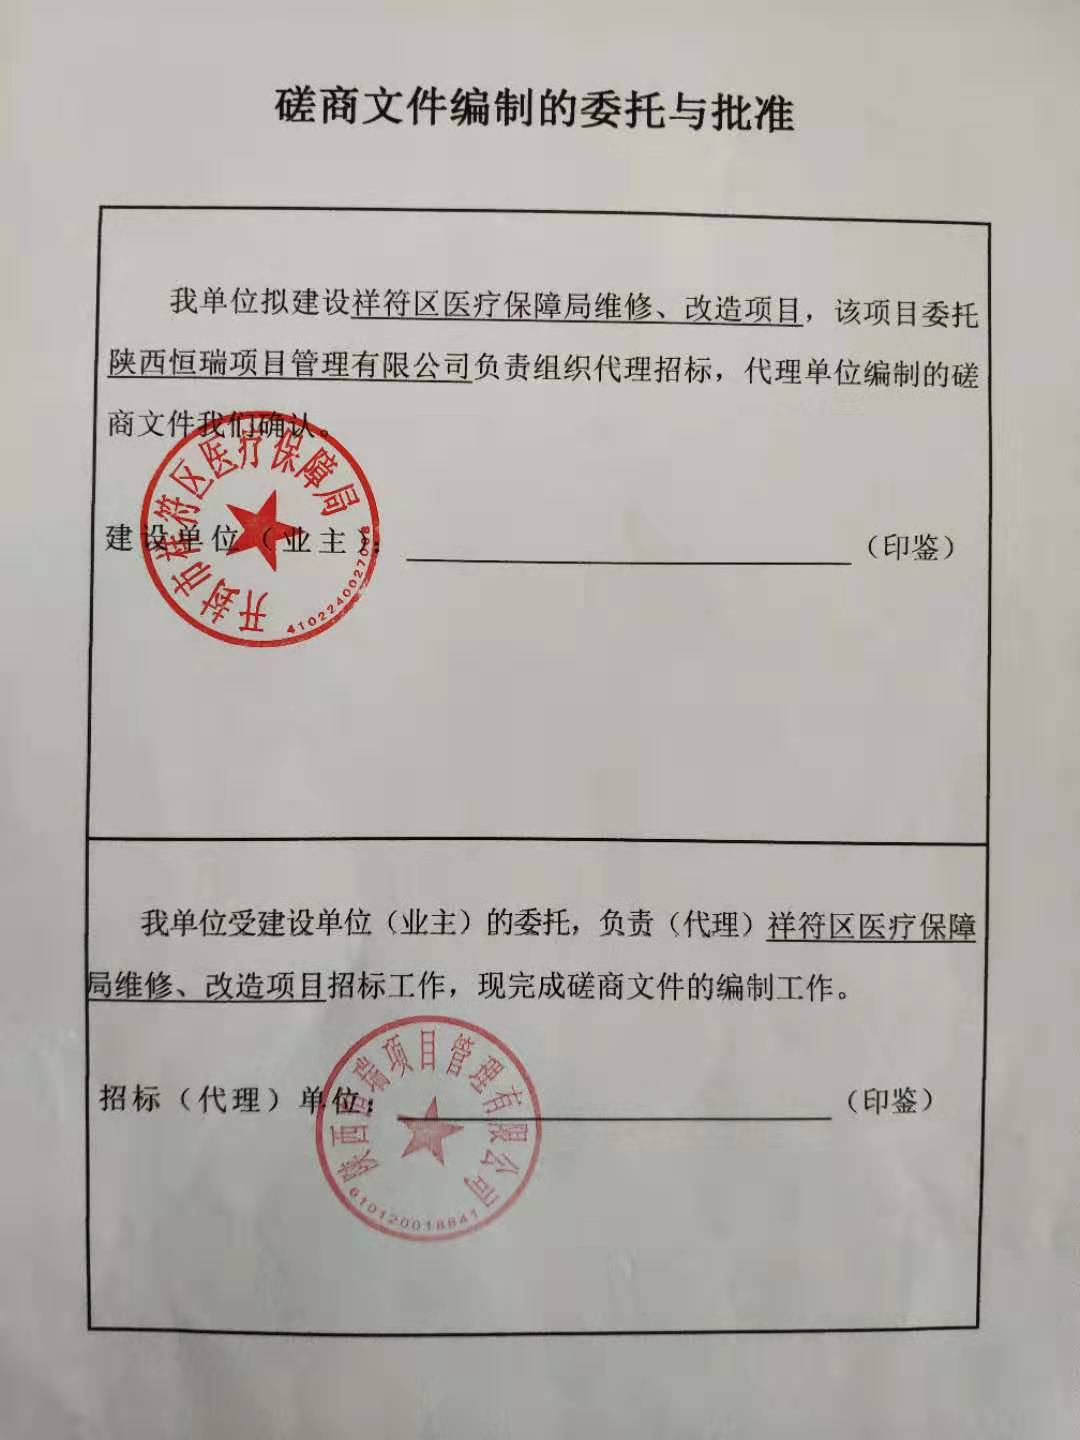 磋商文件编制的委托与批准
我单位拟建设祥符区医疗保障局维修、改造项目，该项目委托
陕西恒瑞项目管理有限公司负责组织代理招标，代理单位编制的磋
商文件我们确认。
建设单位（业主）：（印鉴）
开封市祥符区医疗保障局
4102240027008
我单位受建设单位（业主）的委托，负责（代理）祥符区医疗保障
局维修、改造项目招标工作，现完成磋商文件的编制工作。
招标（代理）单位：（印鉴）
陕西恒瑞项目管理有限公司
610120018841